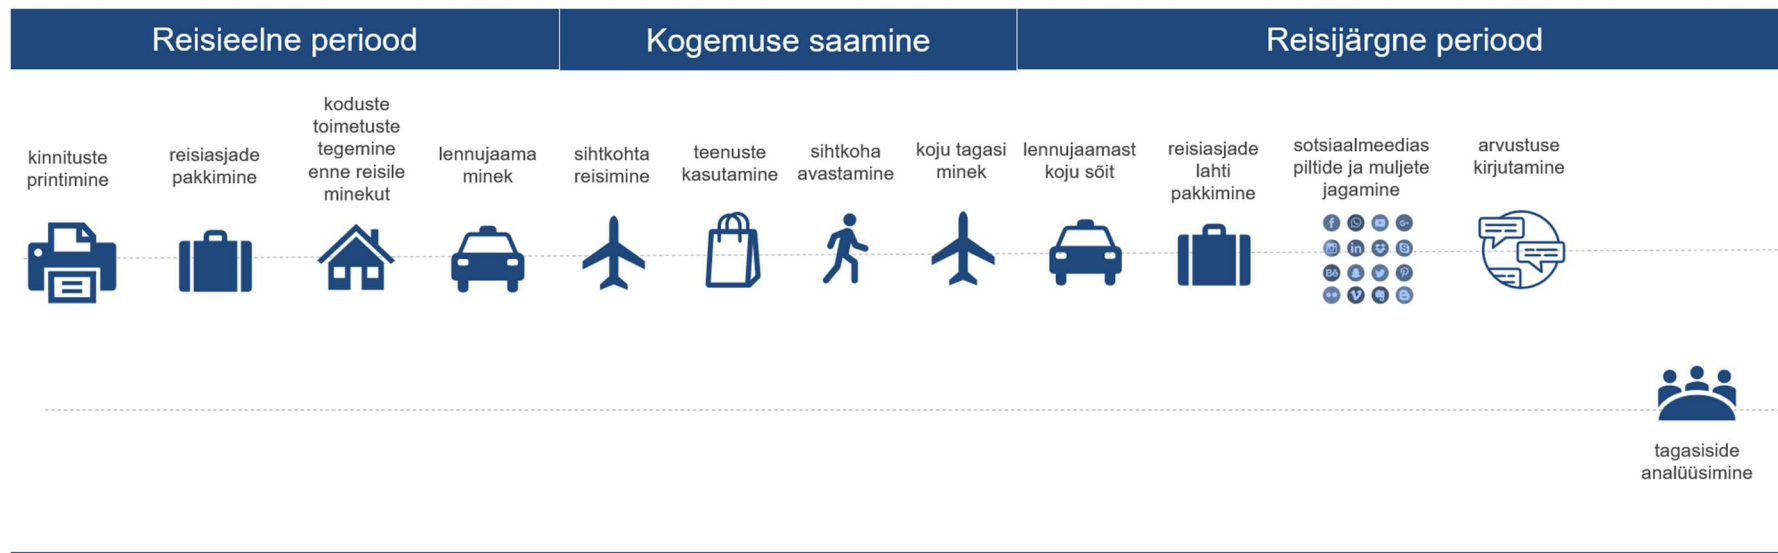 Reisieelne periood
Kogemuse saamine
Reisijärgne periood
kinnituste
printimine
reisiasjade
pakkimine
koduste
toimetuste
tegemine
enne reisile
minekut
lennujaama
minek
sihtkohta
reisimine
teenuste
kasutamine
sihtkoha
avastamine
koju tagasi
minek
lennujaamast
koju sõit
reisiasjade
lahti
pakkimine
sotsiaalmeedias
piltide ja muljete
jagamine
arvustuse
kirjutamine
tagasiside
analüüsimine